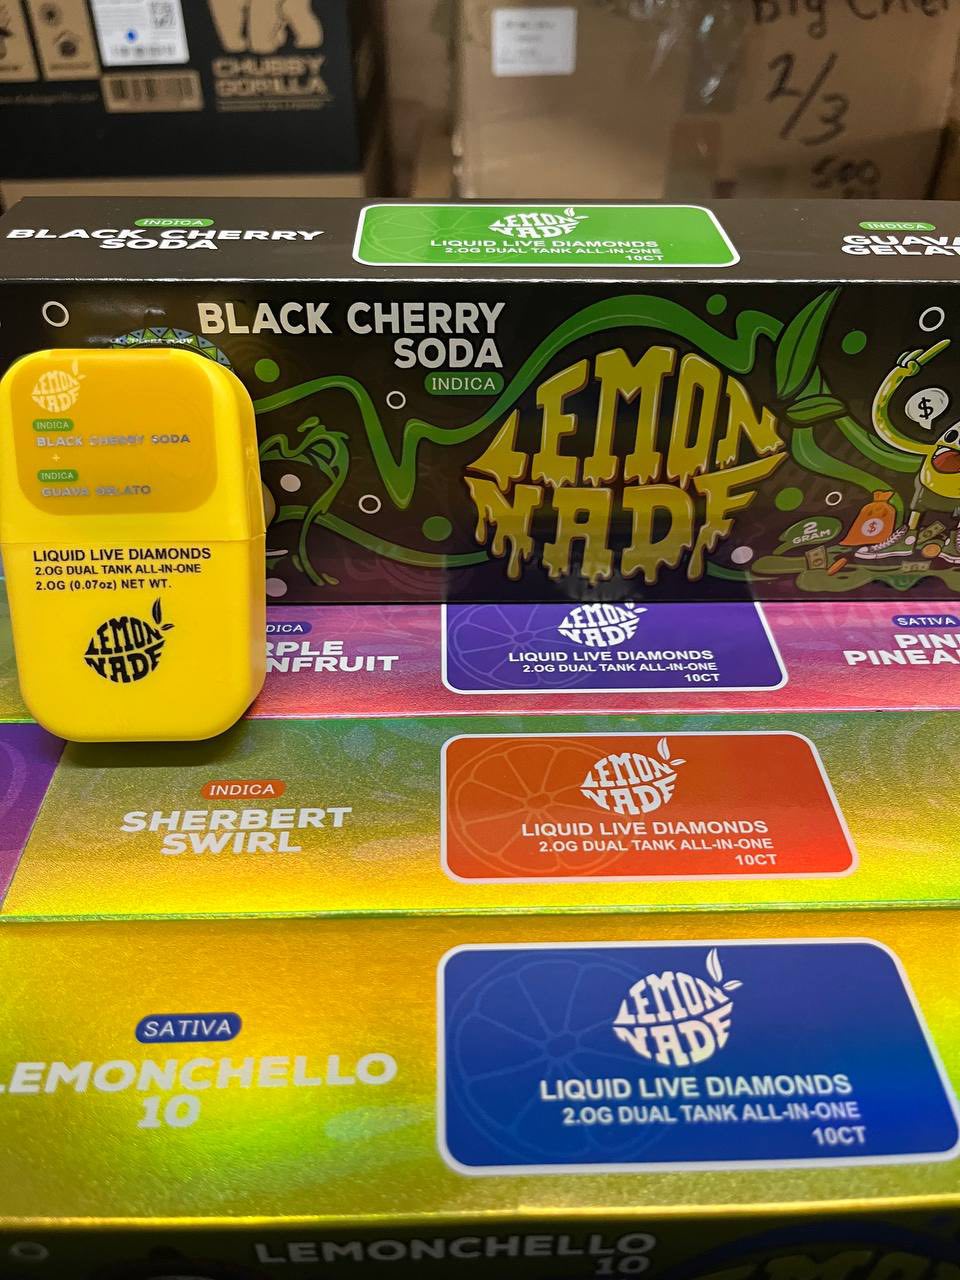 CHUBBY
GORILLA
Big Cher
2/3
500
INDICA
BLACK CHERRY
SODA
LEMON
NADE
LIQUID LIVE DIAMONDS
2.0G DUAL TANK ALL-IN-ONE
10CT
INDICA
GUAVA
GELA
BLACK CHERRY
SODA
INDICA
LEMON
NADE
$
$
2
GRAM
LEMON
NADE
INDICA
BLACK CHERRY SODA
+
INDICA
GUAVA GELATO
LIQUID LIVE DIAMONDS
2.0G DUAL TANK ALL-IN-ONE
2.0G (0.07oz) NET WT.
LEMON
NADE
DICA
RPLE
NFRUIT
LEMON
NADE
LIQUID LIVE DIAMONDS
2.0G DUAL TANK ALL-IN-ONE
10CT
SATIVA
PIN
PINEA
INDICA
SHERBERT
SWIRL
LEMON
NADE
LIQUID LIVE DIAMONDS
2.0G DUAL TANK ALL-IN-ONE
10CT
SATIVA
LEMONCHELLO
10
LEMON
NADE
LIQUID LIVE DIAMONDS
2.0G DUAL TANK ALL-IN-ONE
10CT
LEMONCHELLO
10